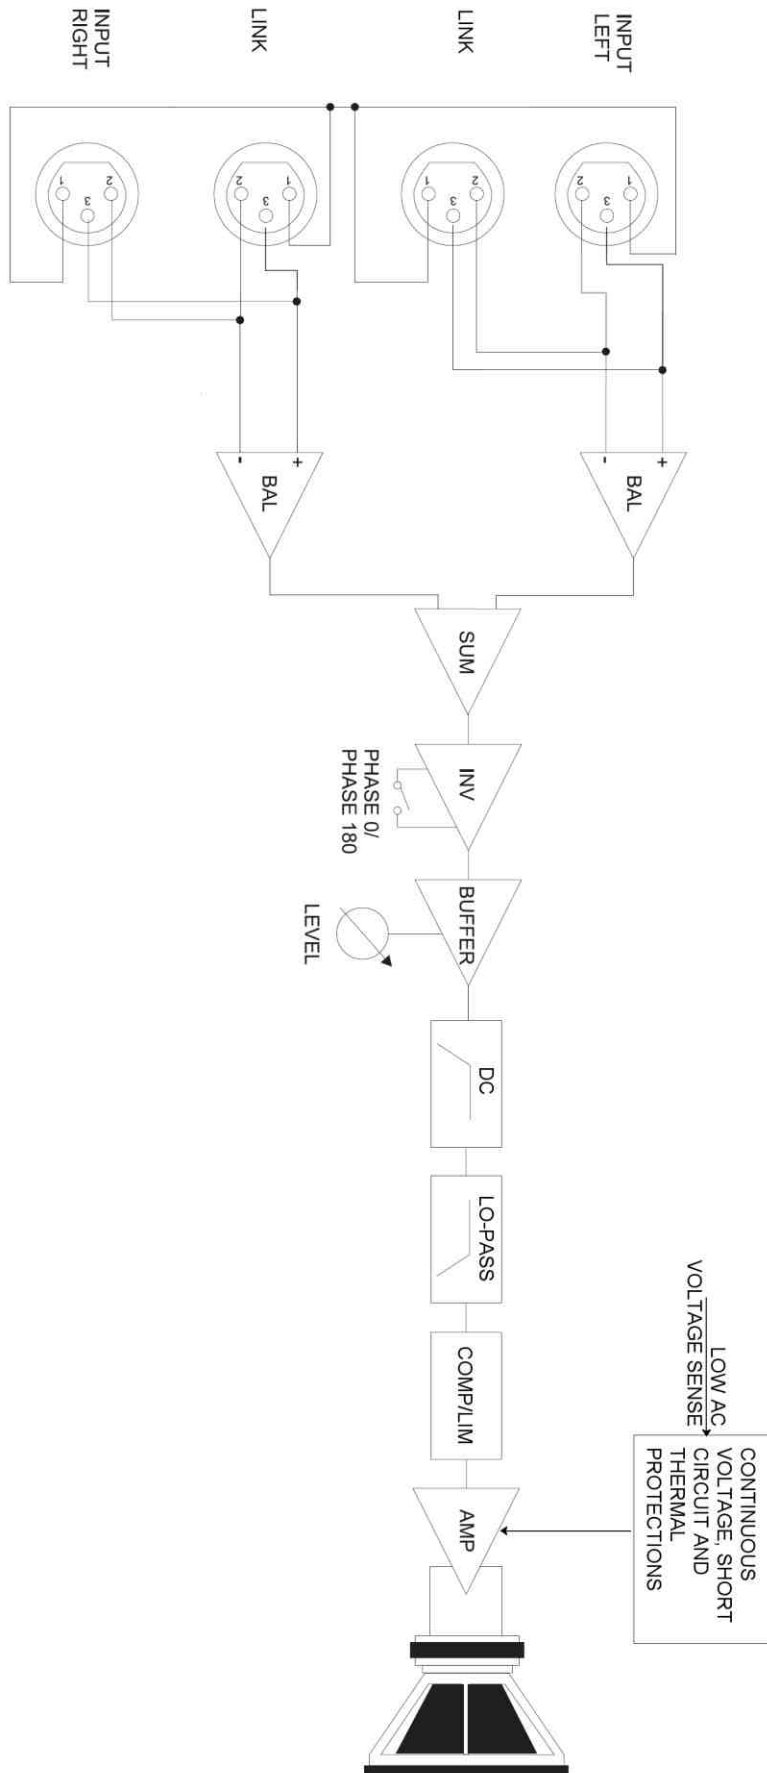 INPUT
LEFT
1
3
2
LINK
2
3
1
LINK
1
3
2
INPUT
RIGHT
2
3
1
+
-
BAL
+
-
BAL
SUM
INV
PHASE 0/
PHASE 180
BUFFER
LEVEL
DC
LO-PASS
COMP/LIM
AMP
LOW AC
VOLTAGE SENSE
CONTINUOUS
VOLTAGE, SHORT
CIRCUIT AND
THERMAL
PROTECTIONS